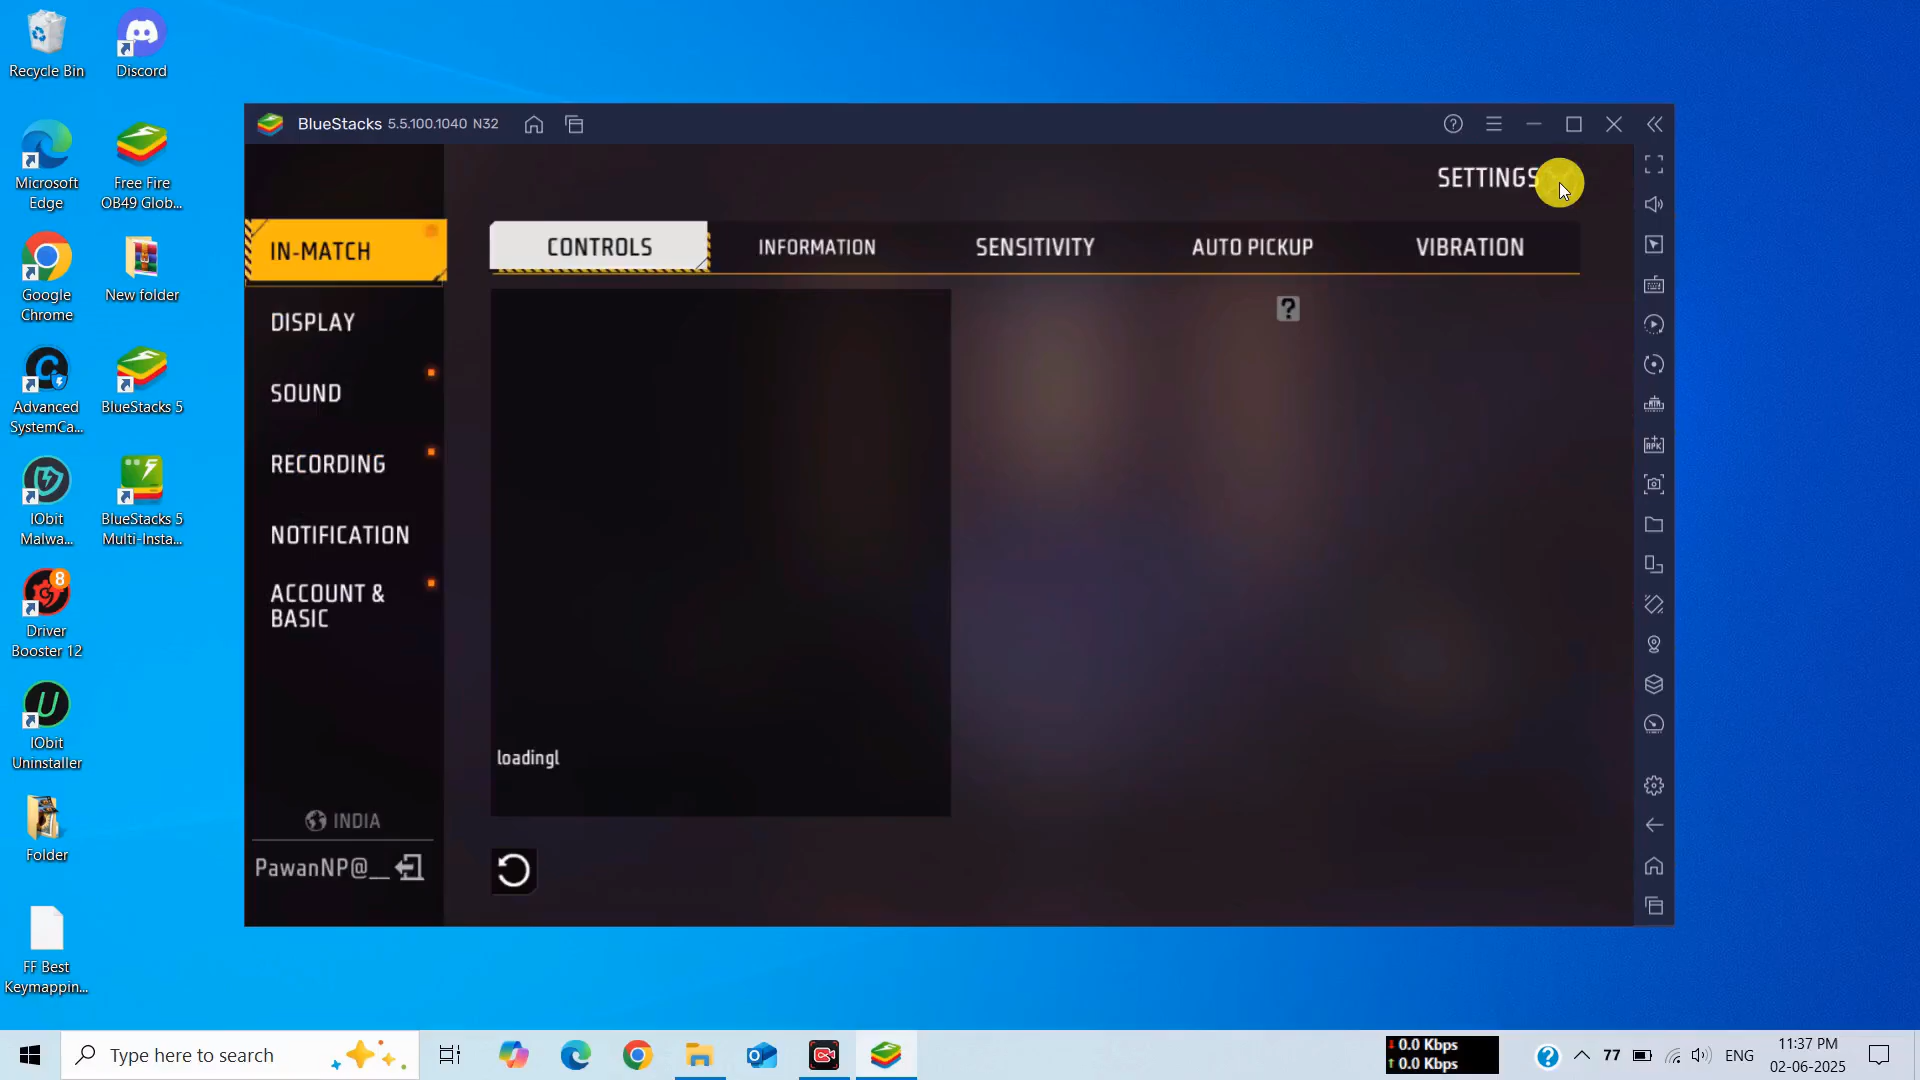 Recycle Bin
Discord
Microsoft
Edge
Free Fire
OB49 Glob...
Google
Chrome
New folder
Advanced
SystemCa...
BlueStacks 5
IObit
Malwa...
BlueStacks 5
Multi-Insta...
8
Driver
Booster 12
IObit
Uninstaller
Folder
FF Best
Keymappin...
BlueStacks 5.5.100.1040 N32
SETTINGS
IN-MATCH
DISPLAY
SOUND
RECORDING
NOTIFICATION
ACCOUNT &
BASIC
INDIA
PawanNP@__
CONTROLS
INFORMATION
SENSITIVITY
AUTO PICKUP
VIBRATION
?
loadingl
Type here to search
0.0 Kbps
0.0 Kbps
77
ENG
11:37 PM
02-06-2025